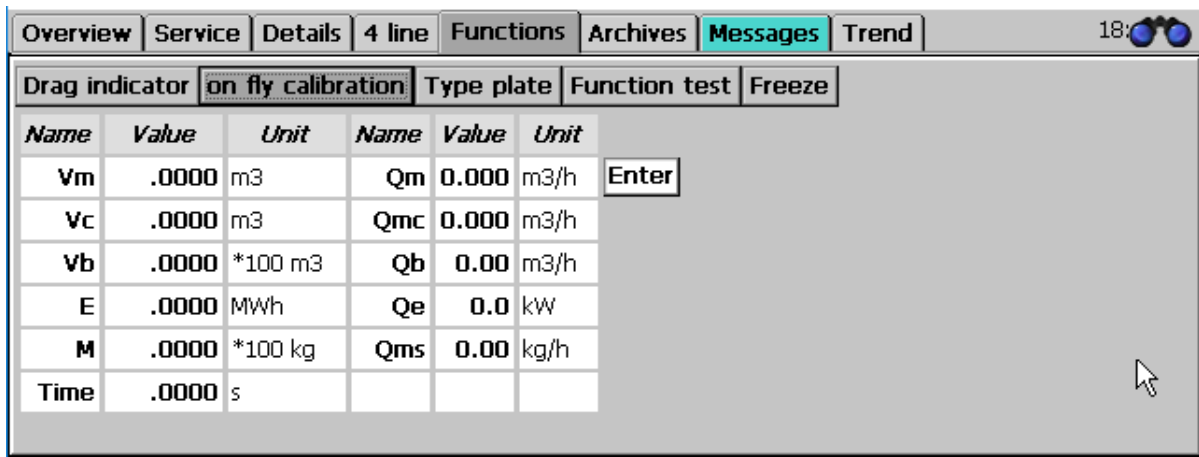 Overview Service Details 4 line Functions Archives Messages Trend 18:
Drag indicator on fly calibration Type plate Function test Freeze
Name Value Unit Name Value Unit
Vm .0000 m3 Qm 0.000 m3/h Enter
Vc .0000 m3 Qmc 0.000 m3/h
Vb .0000 *100 m3 Qb 0.00 m3/h
E .0000 MWh Qe 0.0 kW
M .0000 *100 kg Qms 0.00 kg/h
Time .0000 s